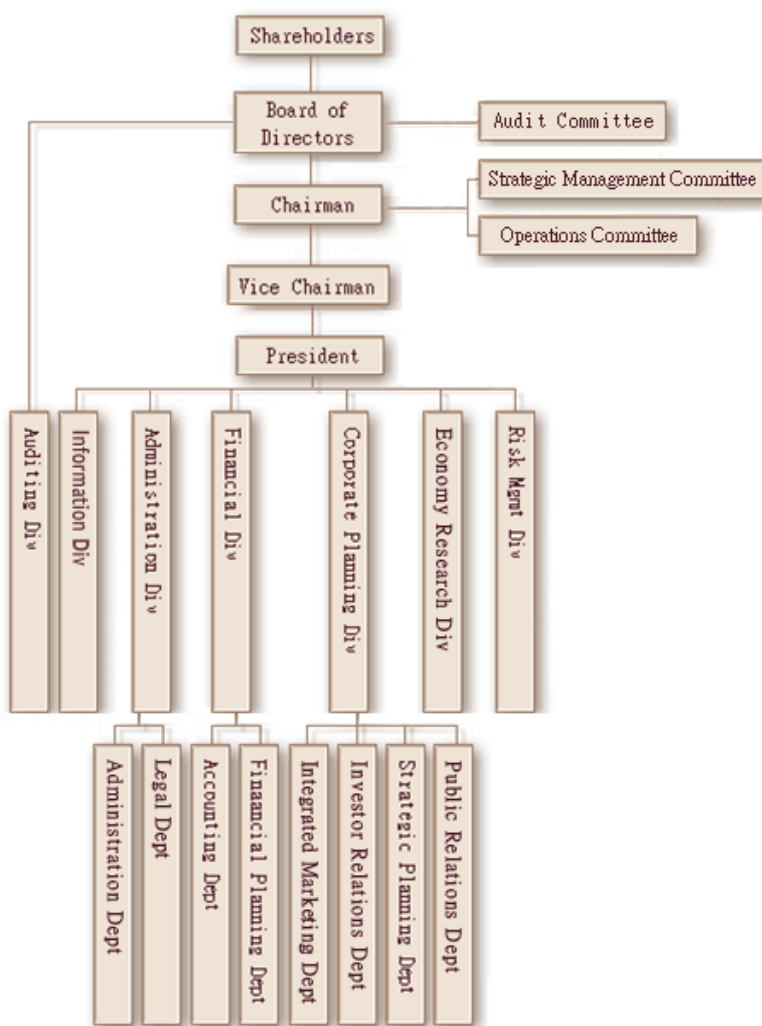 Shareholders
Board of
Directors
Audit Committee
Strategic Management Committee
Chairman
Operations Committee
Vice Chairman
President
Auditing Div
Information Div
Administration Div
Financial Div
Corporate Planning Div
Economy Research Div
Risk Mgmt Div
Administration Dept
Legal Dept
Accounting Dept
Finaancial Planning Dept
Integrated Marketing Dept
Investor Relations Dept
Strategic Planning Dept
Public Relations Dept